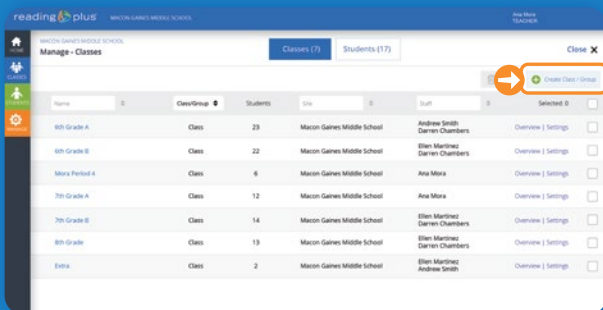 reading plus MACON GAINES MIDDLE SCHOOL Ana Mora
TEACHER
HOME
CLASSES
STUDENTS
MANAGE
MACON GAINES MIDDLE SCHOOL
Manage - Classes
Classes (7) Students (17)
Close X
Create Class / Group
Name Class/Group Students Site Staff Selected: 0
6th Grade A Class 23 Macon Gaines Middle School Andrew Smith
Darren Chambers Overview | Settings
6th Grade B Class 22 Macon Gaines Middle School Ellen Martinez
Darren Chambers Overview | Settings
Mora Period 4 Class 6 Macon Gaines Middle School Ana Mora Overview | Settings
7th Grade A Class 12 Macon Gaines Middle School Ana Mora Overview | Settings
7th Grade B Class 14 Macon Gaines Middle School Ellen Martinez
Darren Chambers Overview | Settings
8th Grade Class 13 Macon Gaines Middle School Ellen Martinez
Darren Chambers Overview | Settings
Extra Class 2 Macon Gaines Middle School Ellen Martinez
Andrew Smith Overview | Settings